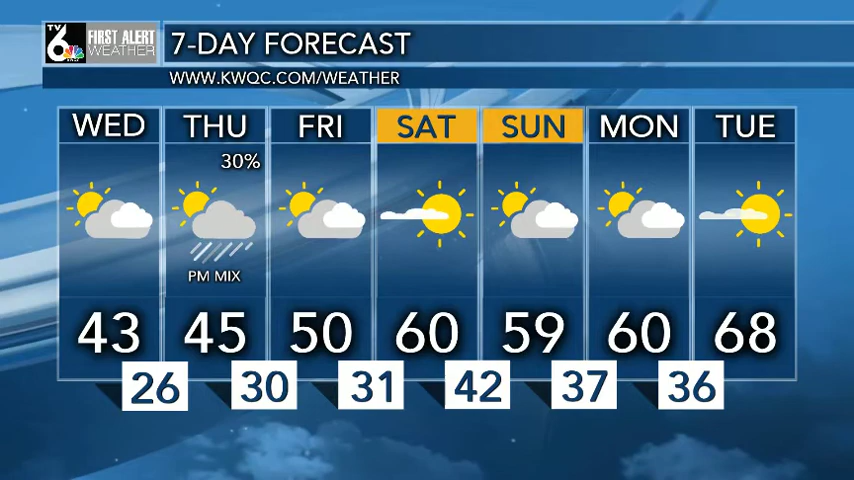 TV
6
FIRST ALERT
WEATHER
7-DAY FORECAST
WWW.KWQC.COM/WEATHER
WED THU FRI SAT SUN MON TUE
30%
PM MIX
43 45 50 60 59 60 68
26 30 31 42 37 36